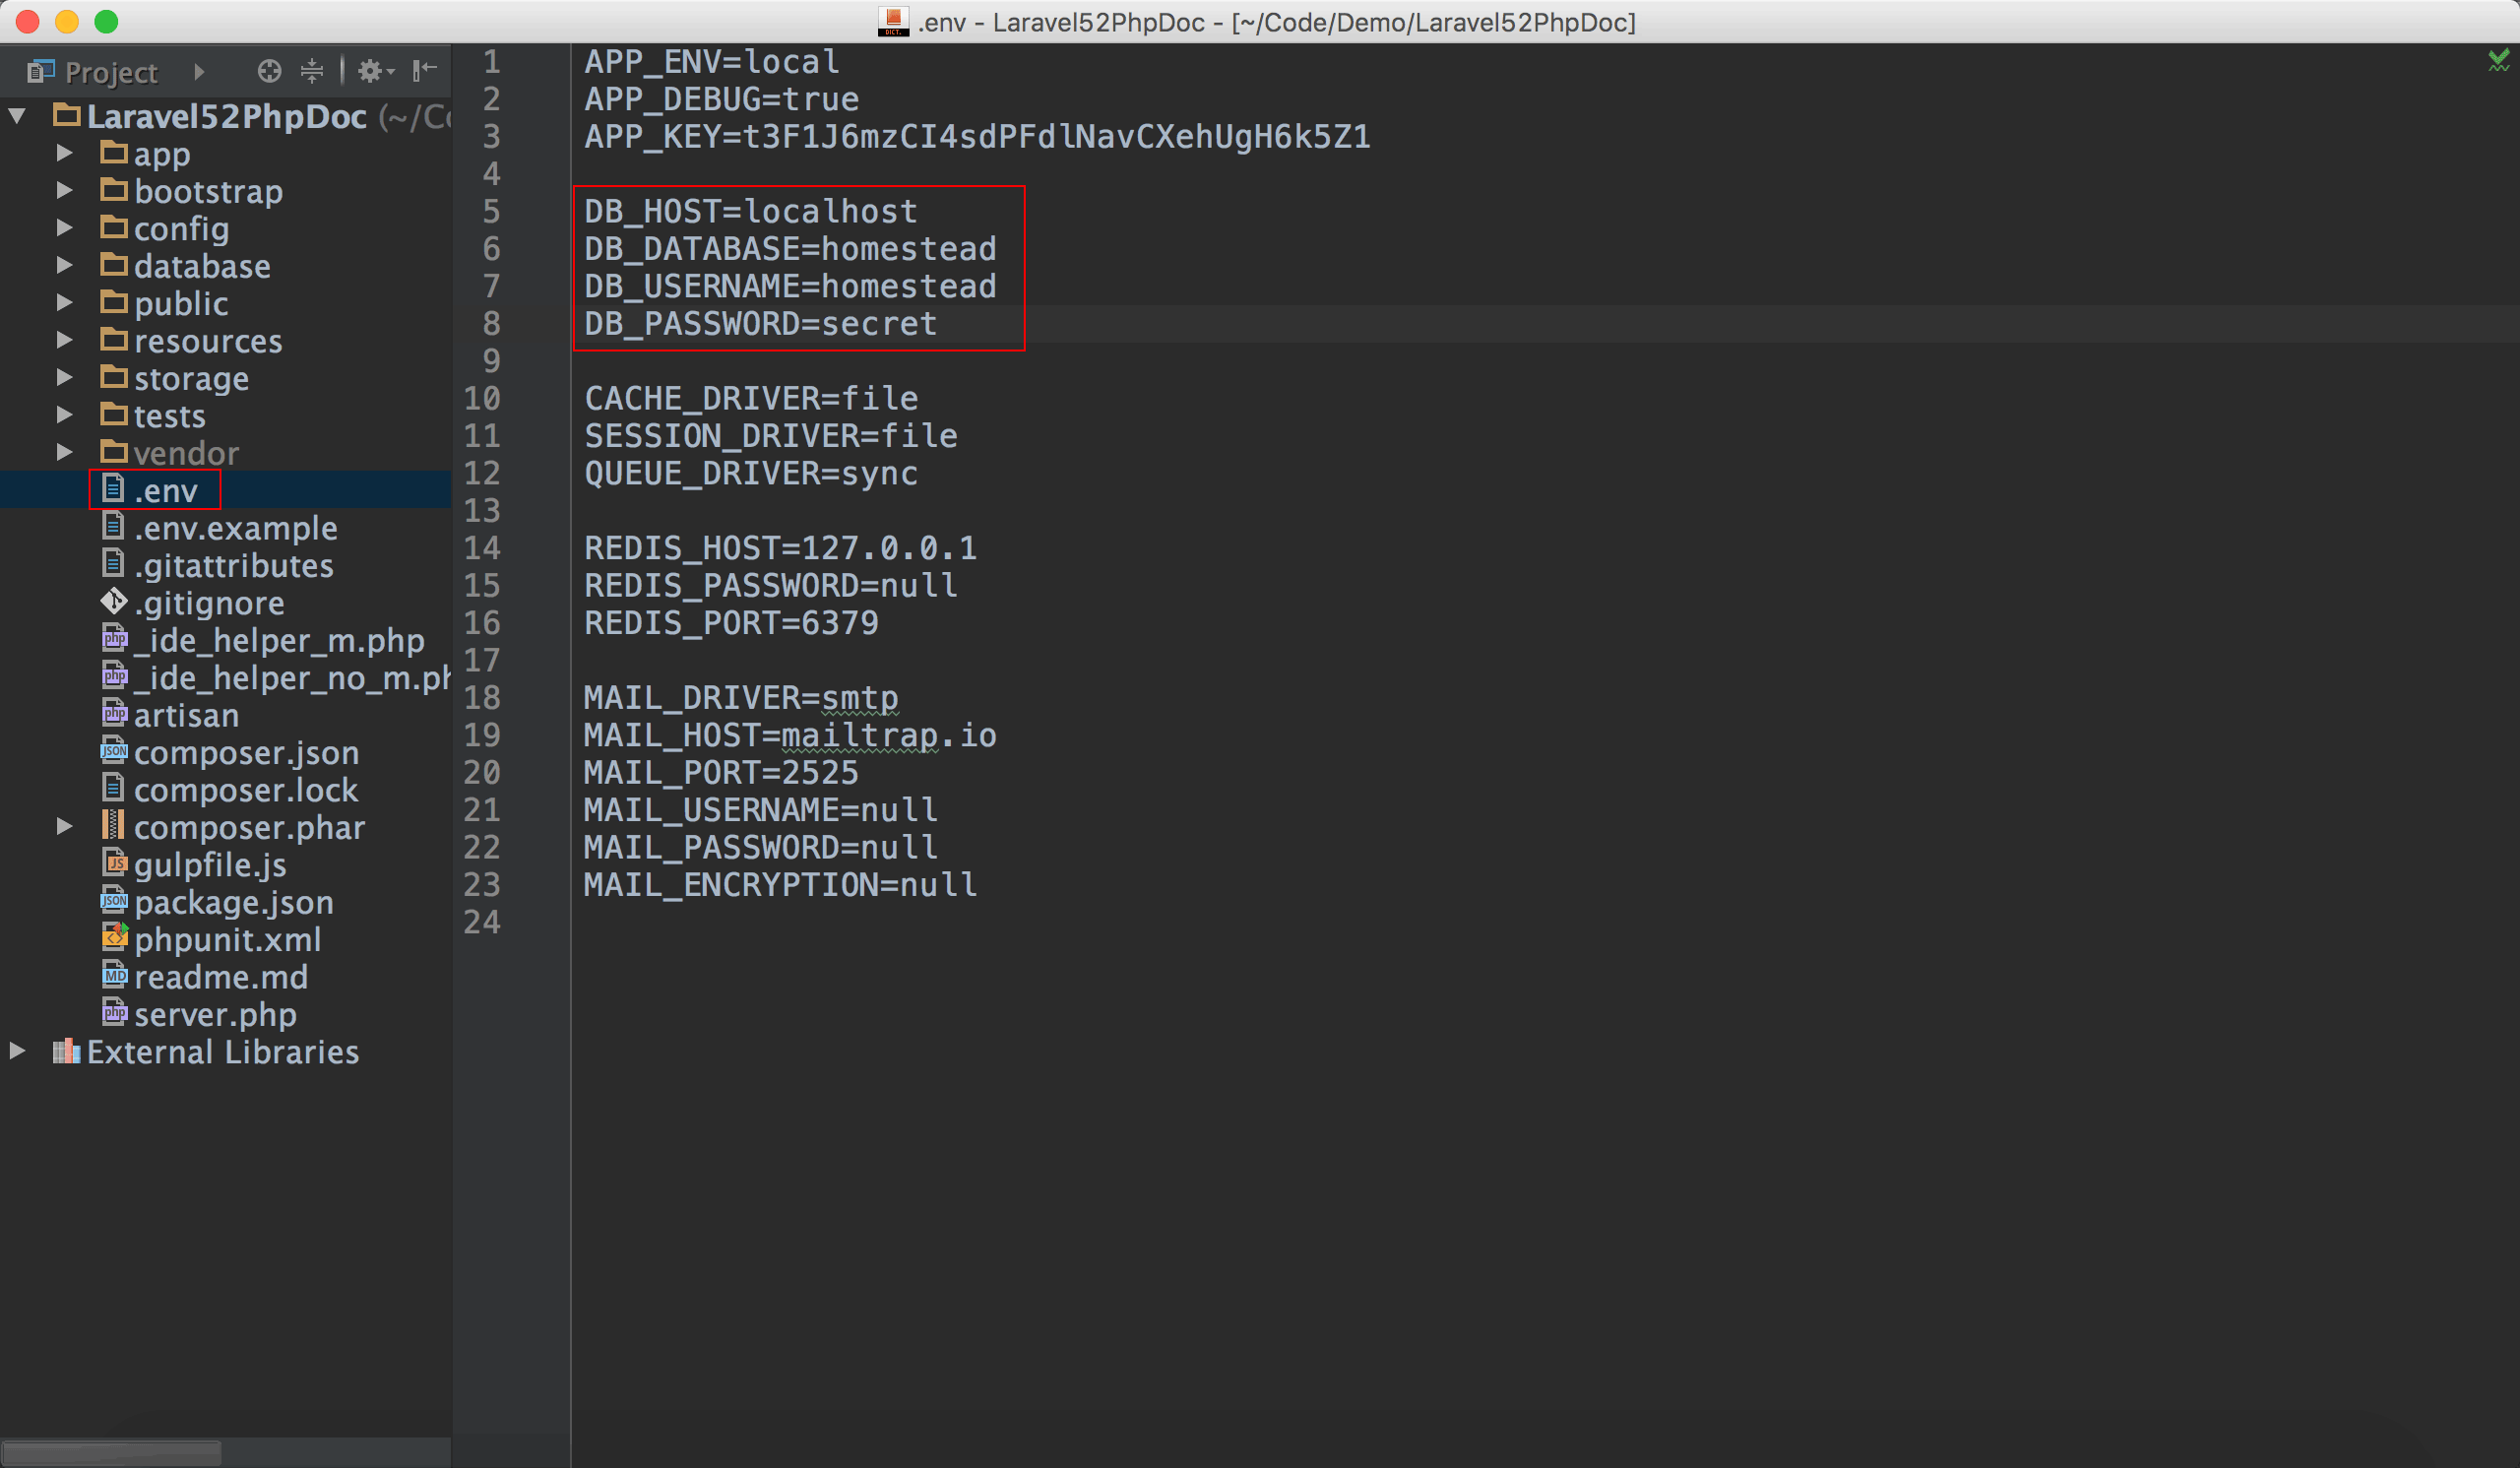 .env - Laravel52PhpDoc - [~/Code/Demo/Laravel52PhpDoc]
Project
Laravel52PhpDoc (~/Co
app
bootstrap
config
database
public
resources
storage
tests
vendor
.env
.env.example
.gitattributes
.gitignore
_ide_helper_m.php
_ide_helper_no_m.ph
artisan
composer.json
composer.lock
composer.phar
gulpfile.js
package.json
phpunit.xml
readme.md
server.php
External Libraries
1 APP_ENV=local
2 APP_DEBUG=true
3 APP_KEY=t3F1J6mzCI4sdPFdlNavCXehUgH6k5Z1
4
5 DB_HOST=localhost
6 DB_DATABASE=homestead
7 DB_USERNAME=homestead
8 DB_PASSWORD=secret
9
10 CACHE_DRIVER=file
11 SESSION_DRIVER=file
12 QUEUE_DRIVER=sync
13
14 REDIS_HOST=127.0.0.1
15 REDIS_PASSWORD=null
16 REDIS_PORT=6379
17
18 MAIL_DRIVER=smtp
19 MAIL_HOST=mailtrap.io
20 MAIL_PORT=2525
21 MAIL_USERNAME=null
22 MAIL_PASSWORD=null
23 MAIL_ENCRYPTION=null
24